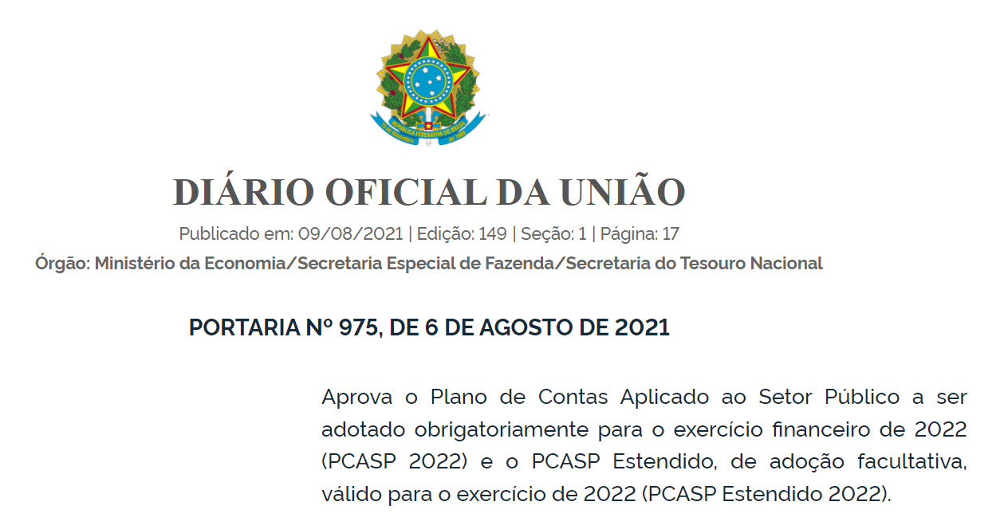 REPÚBLICA FEDERATIVA DO BRASIL
15 de Novembro de 1889
DIÁRIO OFICIAL DA UNIÃO
Publicado em: 09/08/2021 | Edição: 149 | Seção: 1 | Página: 17
Órgão: Ministério da Economia/Secretaria Especial de Fazenda/Secretaria do Tesouro Nacional
PORTARIA Nº 975, DE 6 DE AGOSTO DE 2021
Aprova o Plano de Contas Aplicado ao Setor Público a ser
adotado obrigatoriamente para o exercício financeiro de 2022
(PCASP 2022) e o PCASP Estendido, de adoção facultativa,
válido para o exercício de 2022 (PCASP Estendido 2022).